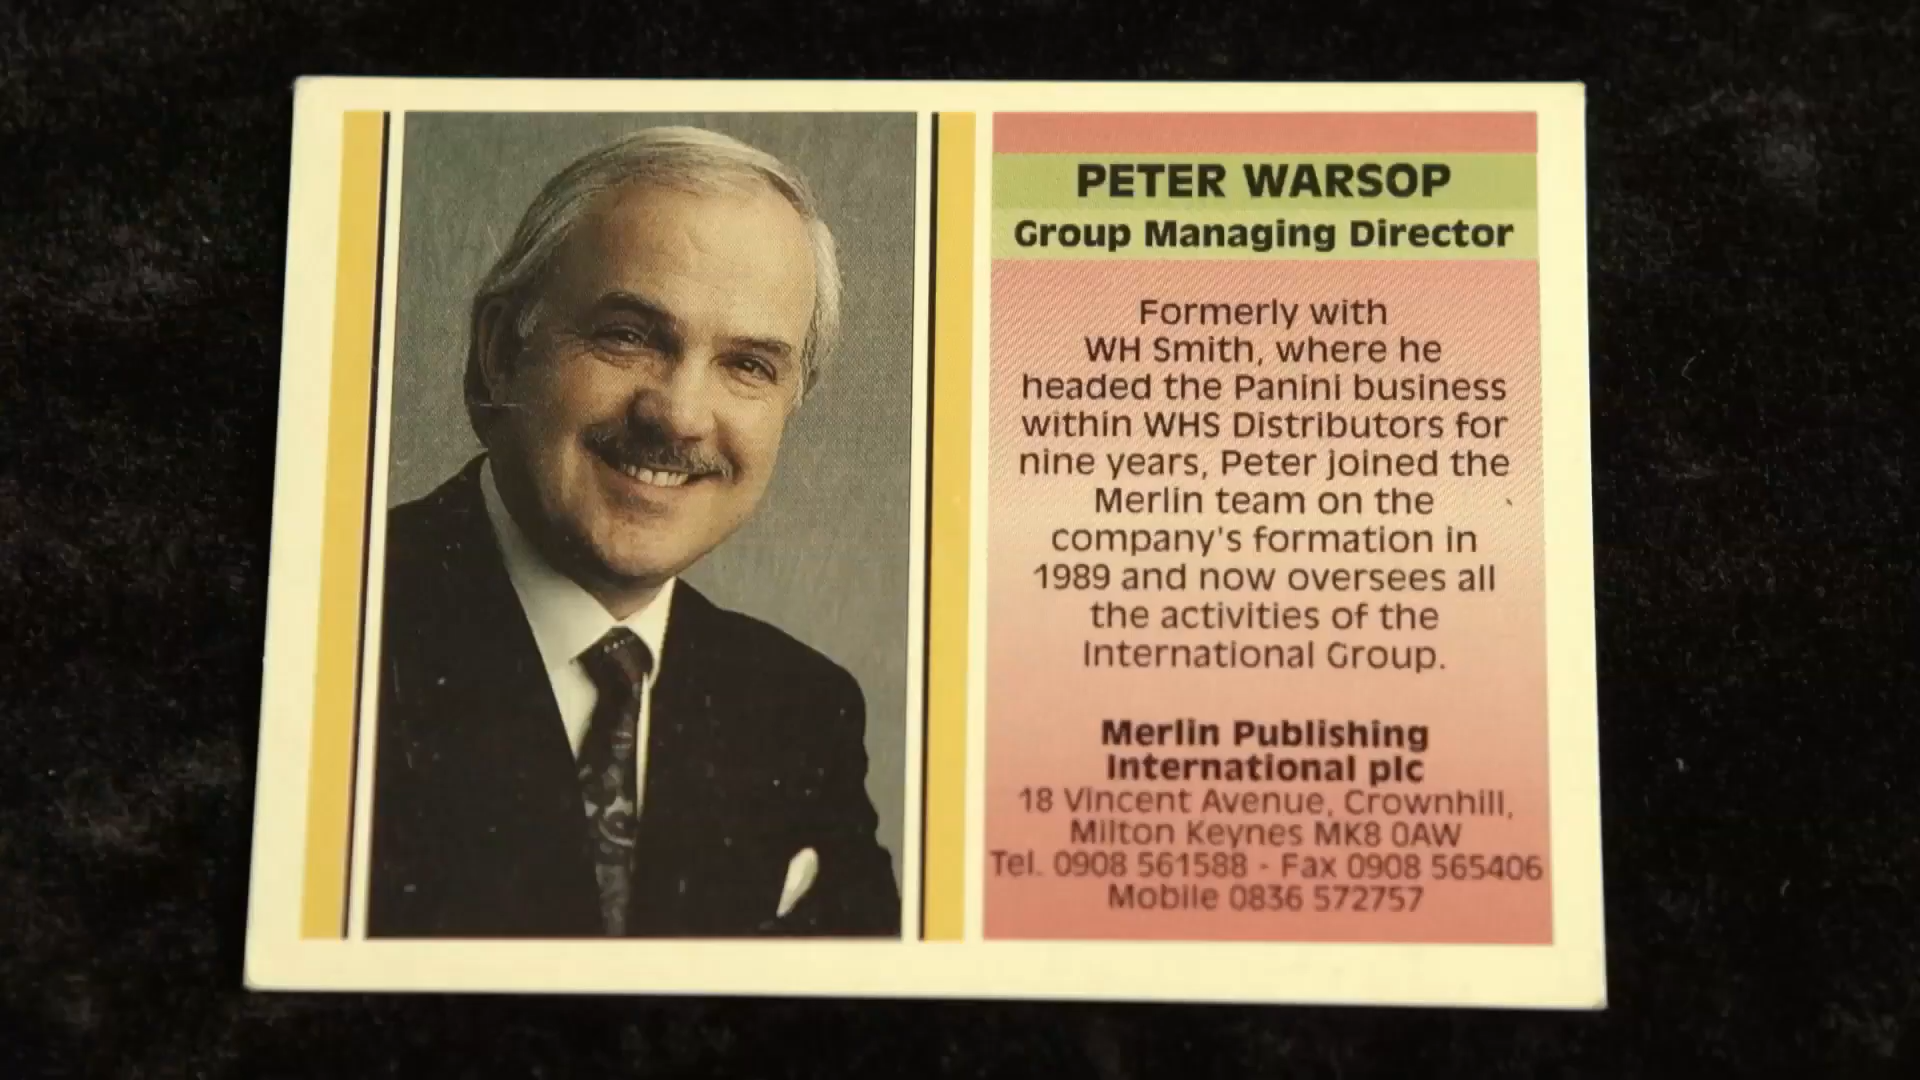 PETER WARSOP
Group Managing Director
Formerly with
WH Smith, where he
headed the Panini business
within WHS Distributors for
nine years, Peter joined the
Merlin team on the
company's formation in
1989 and now oversees all
the activities of the
International Group.
Merlin Publishing
International plc
18 Vincent Avenue, Crownhill,
Milton Keynes MK8 0AW
Tel. 0908 561588 - Fax 0908 565406
Mobile 0836 572757